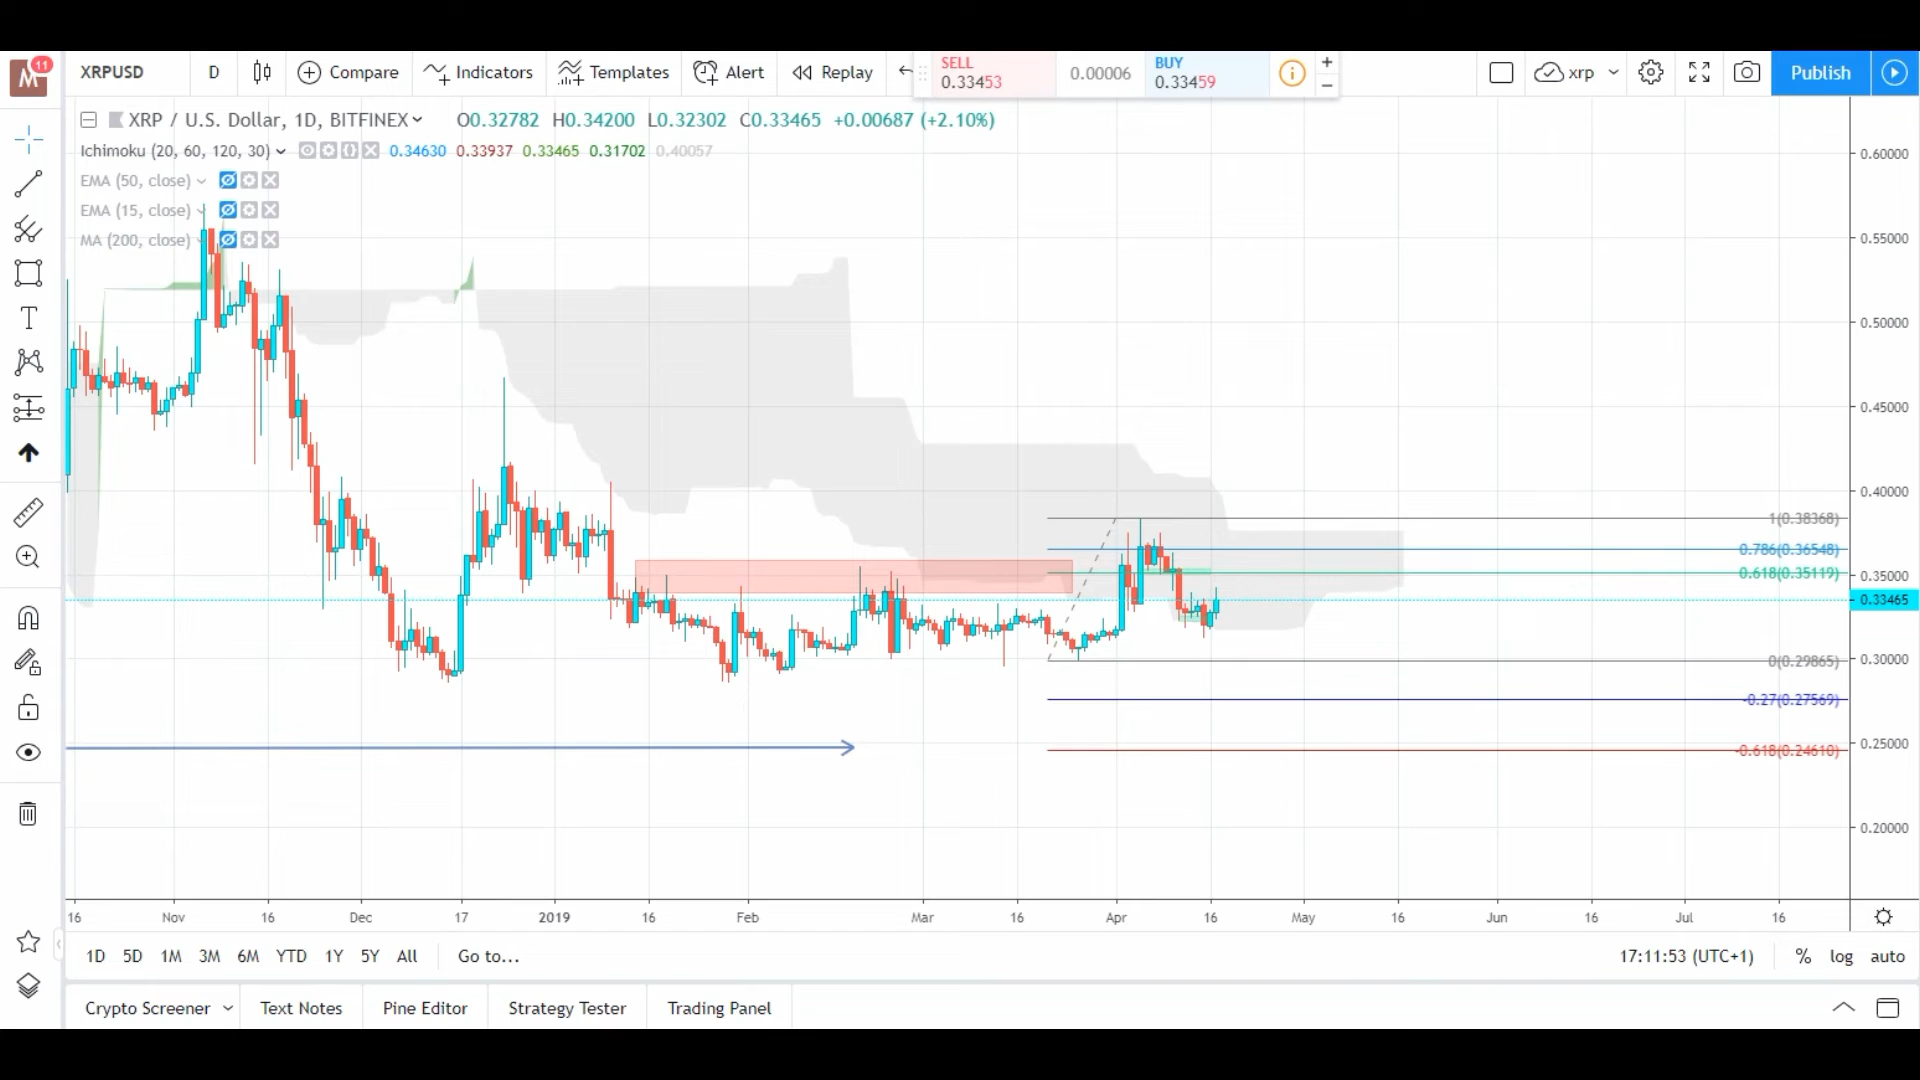 M 11 XRPUSD D Compare Indicators Templates Alert Replay SELL 0.33453 0.00006 BUY 0.33459 + − xrp Publish
XRP / U.S. Dollar, 1D, BITFINEX O0.32782 H0.34200 L0.32302 C0.33465 +0.00687 (+2.10%)
Ichimoku (20, 60, 120, 30) 0.34630 0.33937 0.33465 0.31702 0.40057
EMA (50, close)
EMA (15, close)
MA (200, close)
0.60000
0.55000
0.50000
0.45000
0.40000
1(0.38368)
0.786(0.36548)
0.618(0.35119) 0.35000
0.33465
0(0.29865) 0.30000
-0.27(0.27569)
-0.618(0.24610) 0.25000
0.20000
16 Nov 16 Dec 17 2019 16 Feb Mar 16 Apr 16 May 16 Jun 16 Jul 16
1D 5D 1M 3M 6M YTD 1Y 5Y All Go to... 17:11:53 (UTC+1) % log auto
Crypto Screener Text Notes Pine Editor Strategy Tester Trading Panel